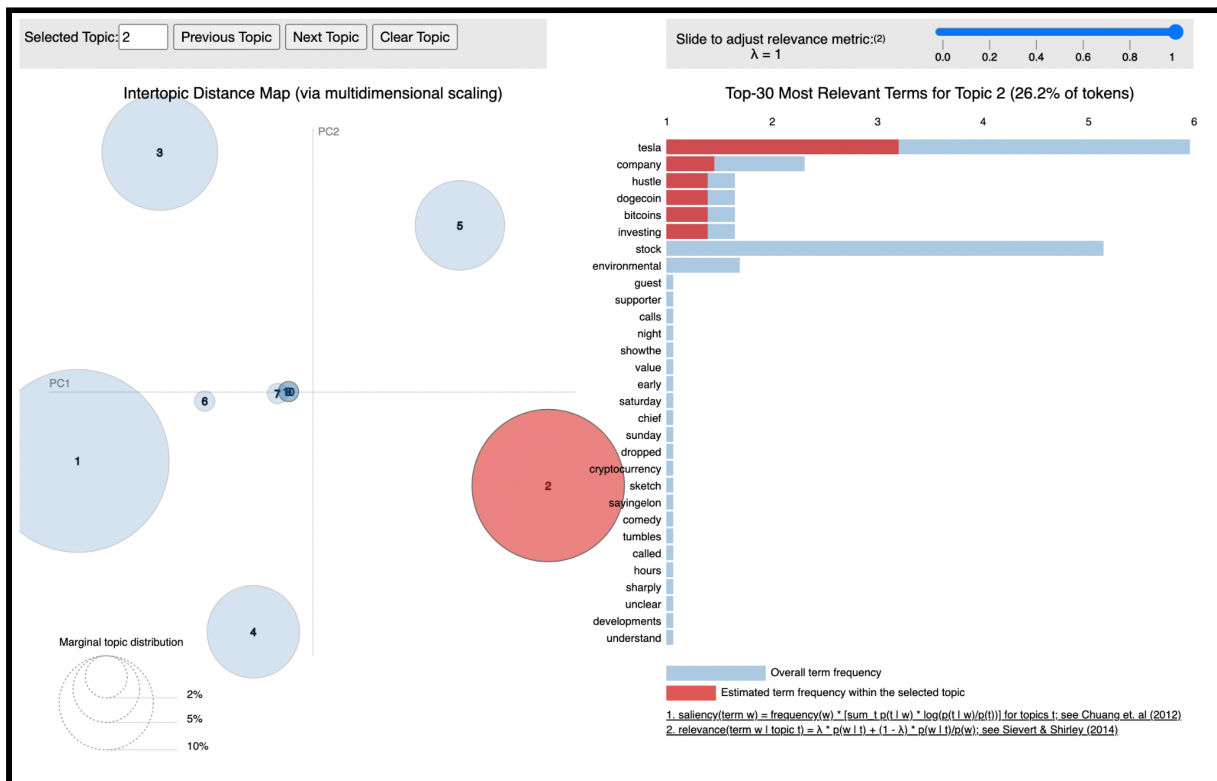 Selected Topic: 2 Previous Topic Next Topic Clear Topic
Slide to adjust relevance metric:(2)
λ = 1
0.0 0.2 0.4 0.6 0.8 1
Intertopic Distance Map (via multidimensional scaling)
PC2
PC1
3
5
6
7
1
2
4
Marginal topic distribution
2%
5%
10%
Top-30 Most Relevant Terms for Topic 2 (26.2% of tokens)
1 2 3 4 5 6
tesla
company
hustle
dogecoin
bitcoins
investing
stock
environmental
guest
supporter
calls
night
showthe
value
early
saturday
chief
sunday
dropped
cryptocurrency
sketch
sayingelon
comedy
tumbles
called
hours
sharply
unclear
developments
understand
Overall term frequency
Estimated term frequency within the selected topic
1. saliency(term w) = frequency(w) * [sum_t p(t | w) * log(p(t | w)/p(t))] for topics t; see Chuang et. al (2012)
2. relevance(term w | topic t) = λ * p(w | t) + (1 - λ) * p(w | t)/p(w); see Sievert & Shirley (2014)